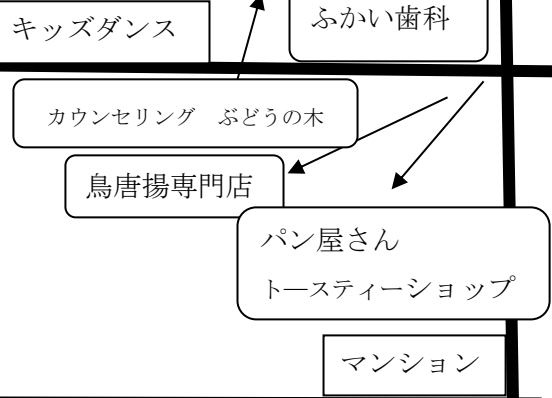 キッズダンス
ふかい歯科
カウンセリング　ぶどうの木
鳥唐揚専門店
パン屋さん
ト―スティーショップ
マンション